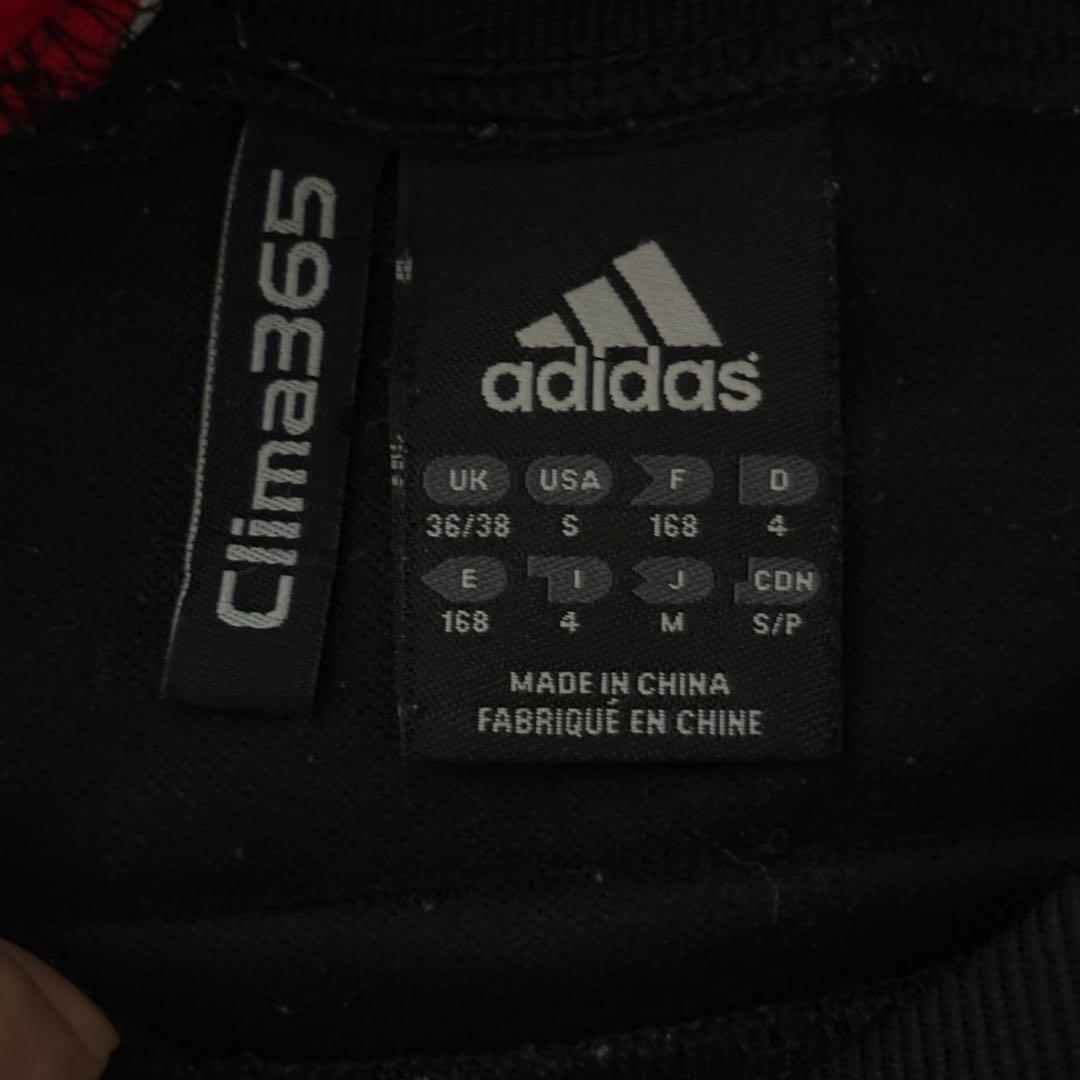 Clima365
adidas
UK USA F D
36/38 S 168 4
E I J CDN
168 4 M S/P
MADE IN CHINA
FABRIQUÉ EN CHINE